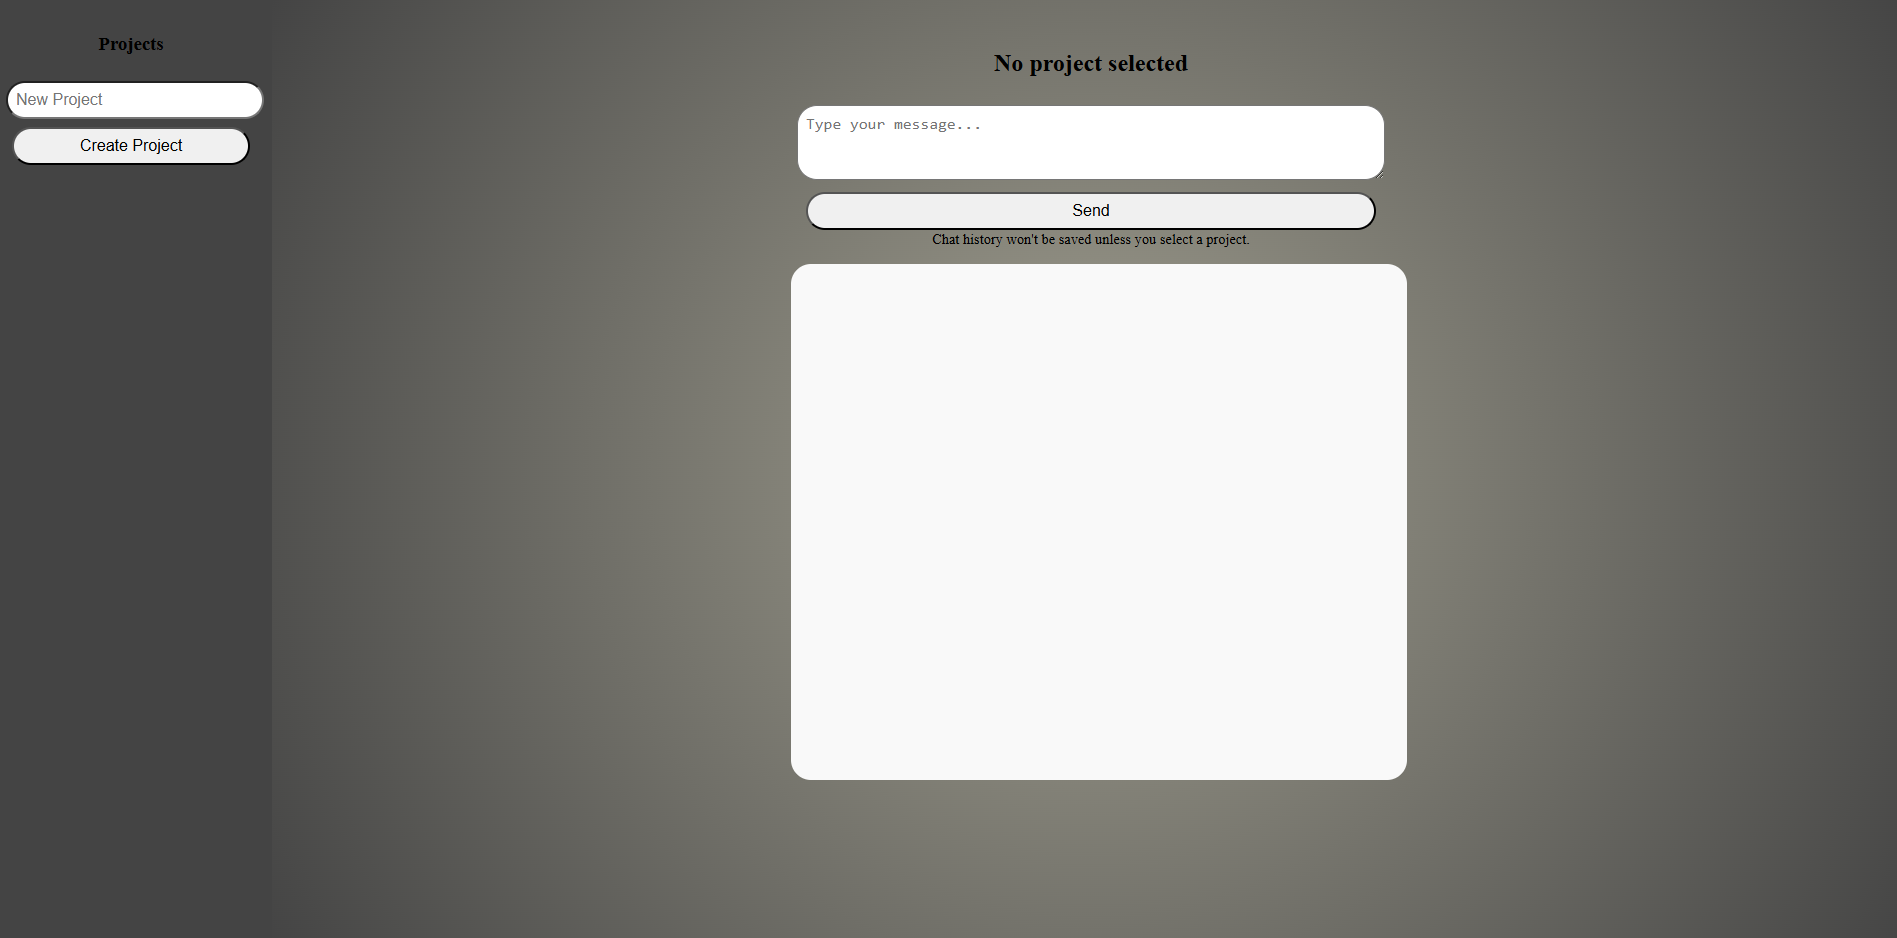 Projects
New Project
Create Project
No project selected
Type your message...
Send
Chat history won't be saved unless you select a project.